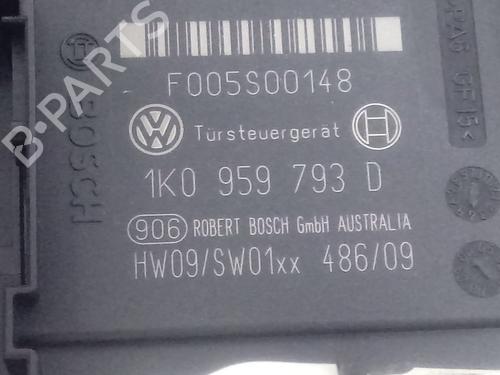 F005S00148
Türsteuergerät
1K0 959 793 D
906 ROBERT BOSCH GmbH AUSTRALIA
HW09/SW01xx 486/09
BOSCH
B-PARTS